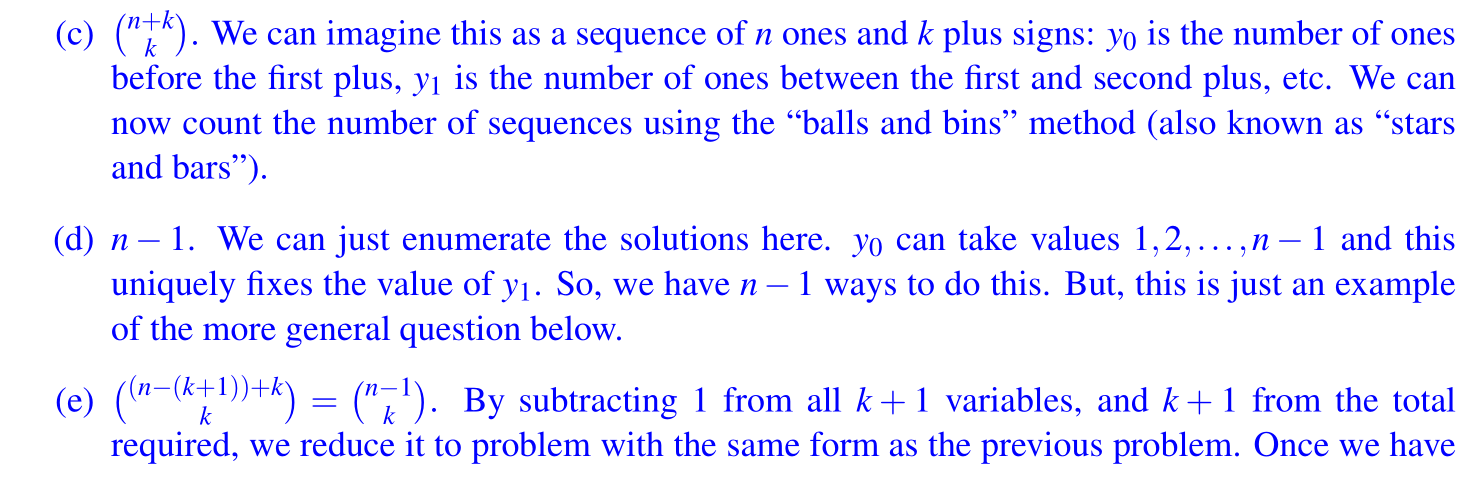 (c) $\binom{n+k}{k}$. We can imagine this as a sequence of $n$ ones and $k$ plus signs: $y_0$ is the number of ones
before the first plus, $y_1$ is the number of ones between the first and second plus, etc. We can
now count the number of sequences using the “balls and bins” method (also known as “stars
and bars”).
(d) $n-1$. We can just enumerate the solutions here. $y_0$ can take values $1,2,\ldots,n-1$ and this
uniquely fixes the value of $y_1$. So, we have $n-1$ ways to do this. But, this is just an example
of the more general question below.
(e) $\binom{(n-(k+1))+k}{k} = \binom{n-1}{k}$. By subtracting 1 from all $k+1$ variables, and $k+1$ from the total
required, we reduce it to problem with the same form as the previous problem. Once we have